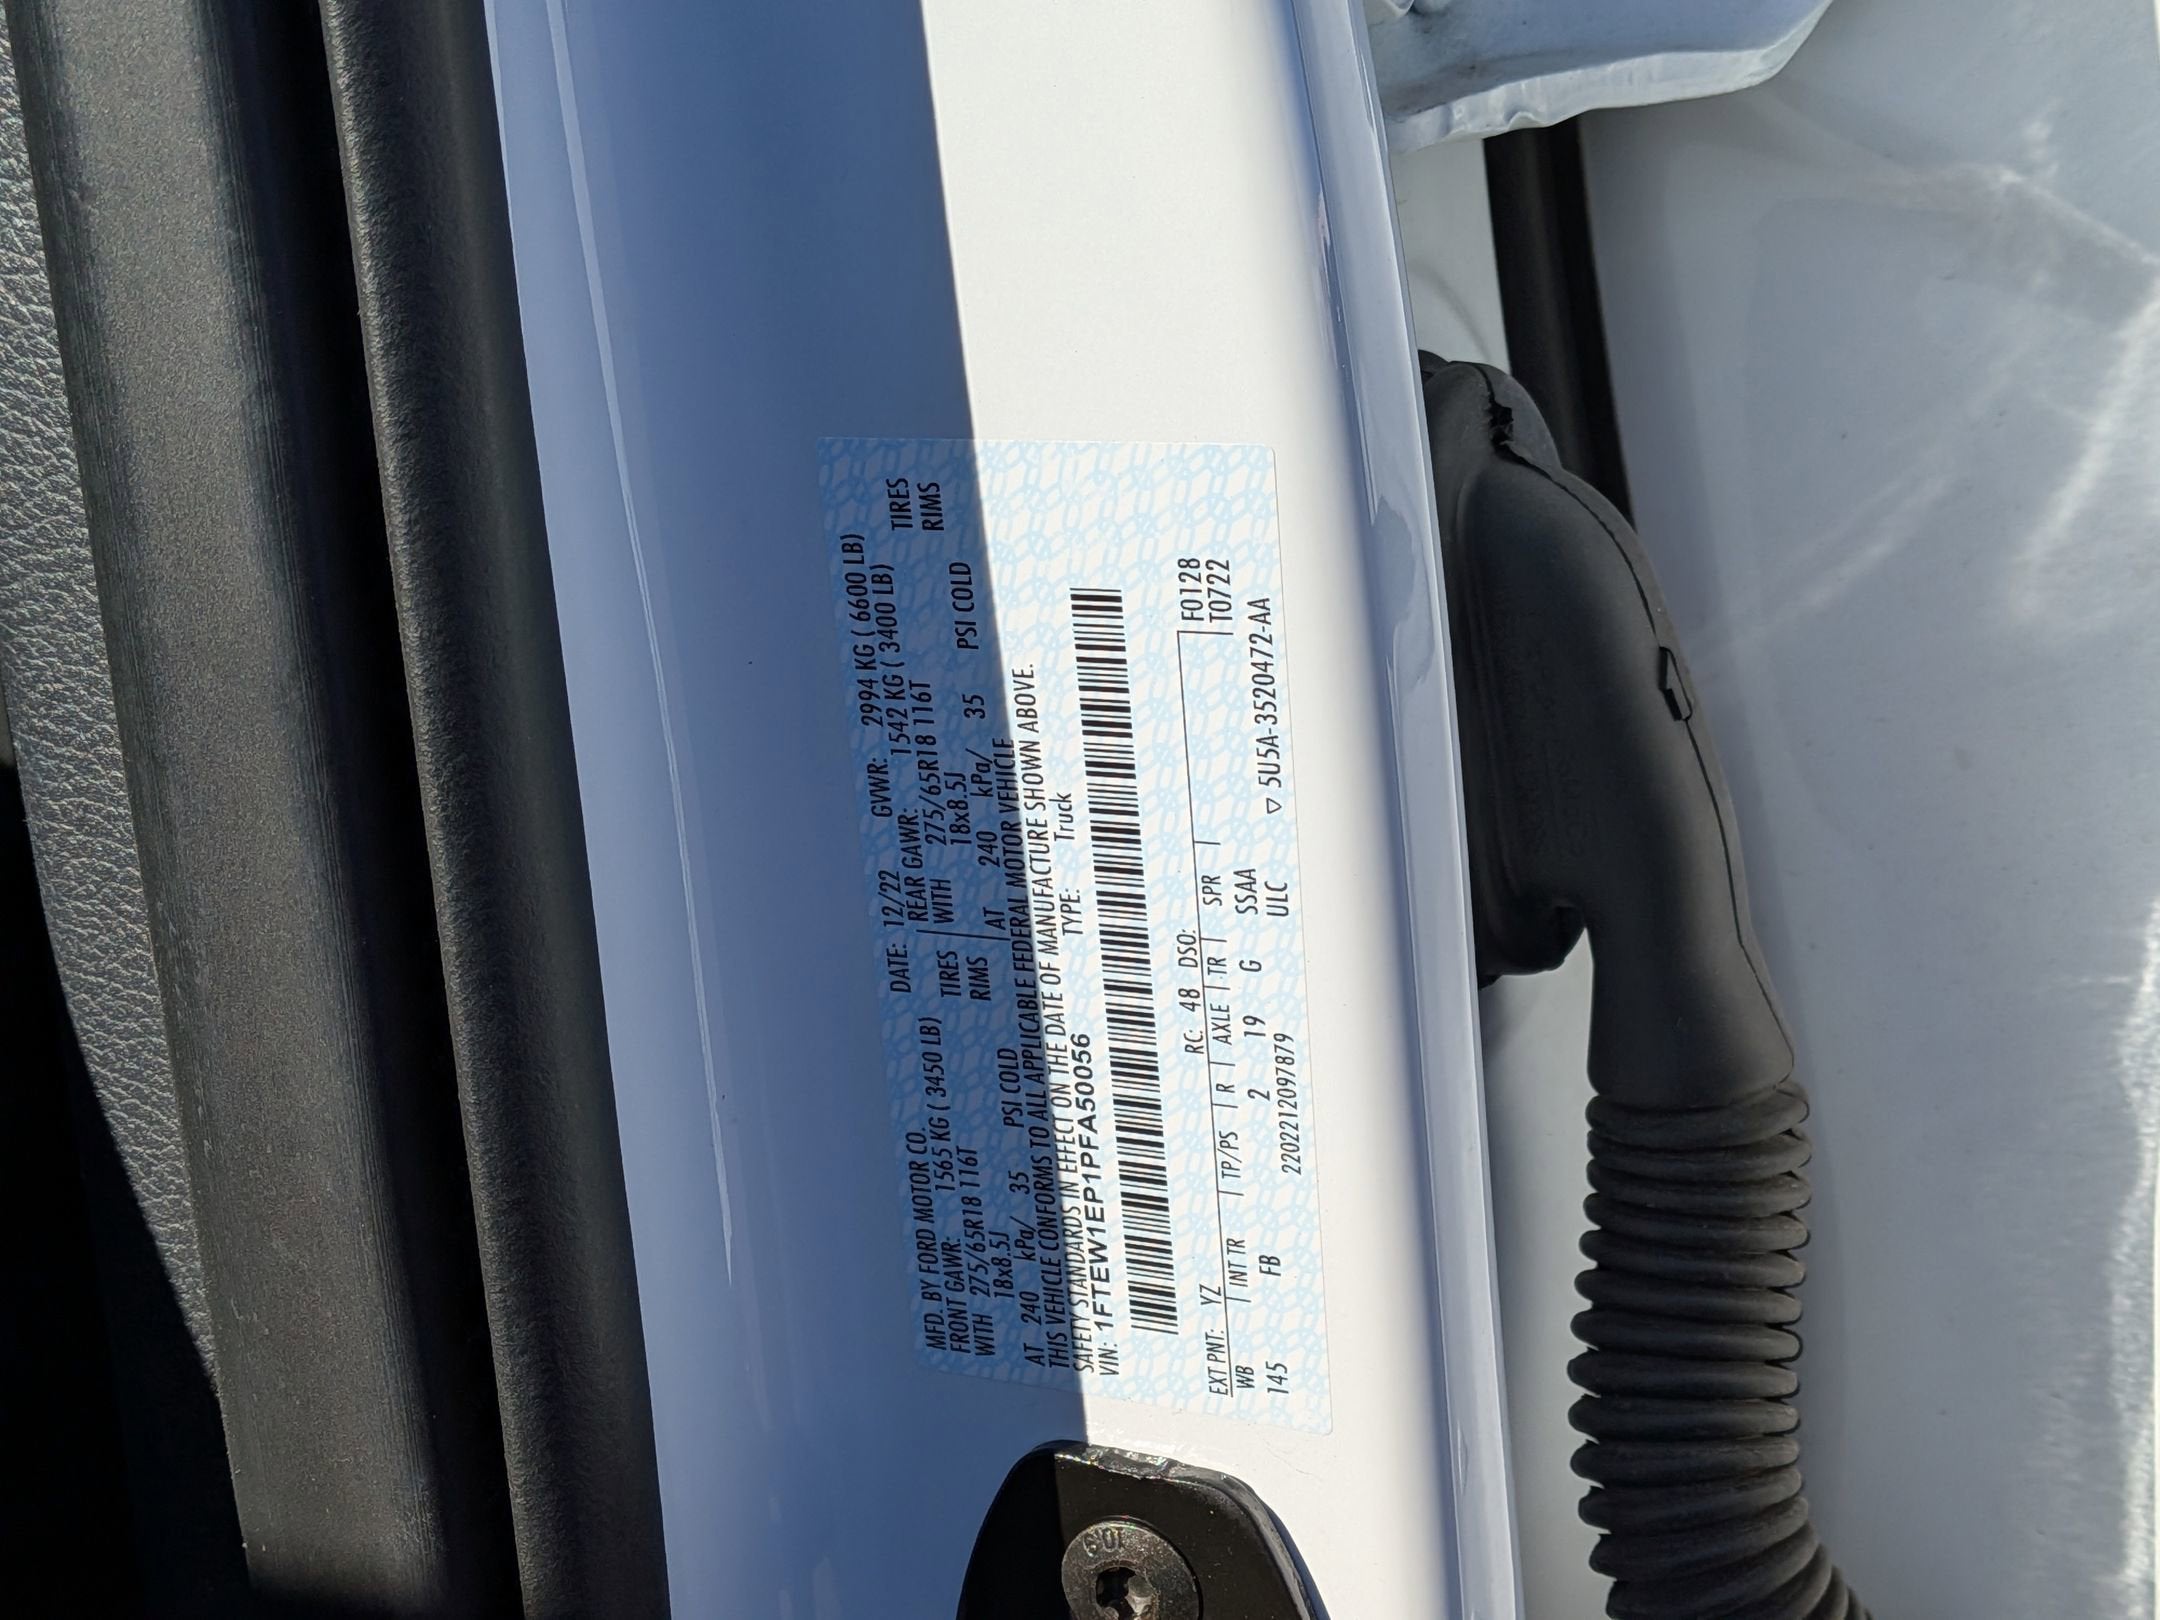 MFD. BY FORD MOTOR CO. DATE: 12/22 GVWR: 2994 KG ( 6600 LB)
FRONT GAWR: 1565 KG ( 3450 LB) REAR GAWR: 1542 KG ( 3400 LB)
WITH 275/65R18 116T TIRES WITH 275/65R18 116T TIRES
18x8.5J RIMS 18x8.5J RIMS
AT 240 kPa/ 35 PSI COLD AT 240 kPa/ 35 PSI COLD
THIS VEHICLE CONFORMS TO ALL APPLICABLE FEDERAL MOTOR VEHICLE
SAFETY STANDARDS IN EFFECT ON THE DATE OF MANUFACTURE SHOWN ABOVE.
VIN: 1FTEW1EP1PFA50056 TYPE: Truck
F0128
EXT PNT: YZ RC: 48 DSO: T0722
WB | INT TR | TP/PS | R | AXLE | TR | SPR |
145 FB 2 19 G SSAA
2202212097879 ULC ▽ 5U5A-3520472-AA